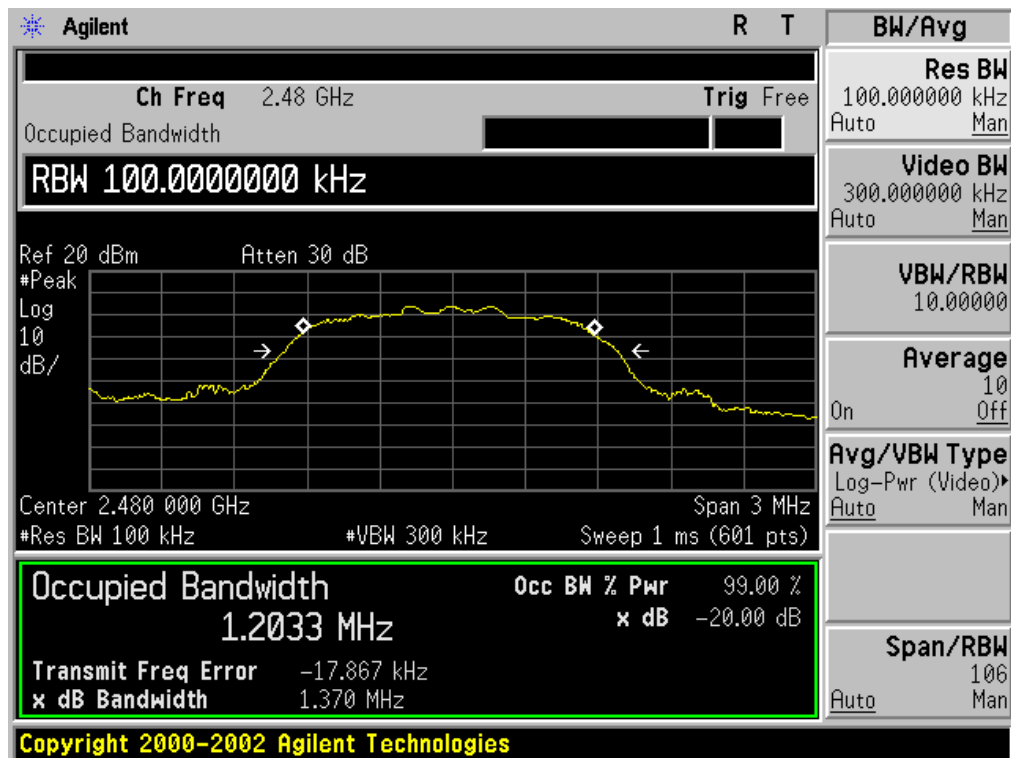 Agilent
R T
Ch Freq 2.48 GHz
Trig Free
Occupied Bandwidth
RBW 100.0000000 kHz
Ref 20 dBm
Atten 30 dB
#Peak
Log
10
dB/
Center 2.480 000 GHz
Span 3 MHz
#Res BW 100 kHz
#VBW 300 kHz
Sweep 1 ms (601 pts)
Occupied Bandwidth
1.2033 MHz
Occ BW % Pwr 99.00 %
x dB -20.00 dB
Transmit Freq Error -17.867 kHz
x dB Bandwidth 1.370 MHz
Copyright 2000-2002 Agilent Technologies
BW/Avg
Res BW
100.000000 kHz
Auto Man
Video BW
300.000000 kHz
Auto Man
VBW/RBW
10.00000
Average
10
On Off
Avg/VBW Type
Log-Pwr (Video)
Auto Man
Span/RBW
106
Auto Man